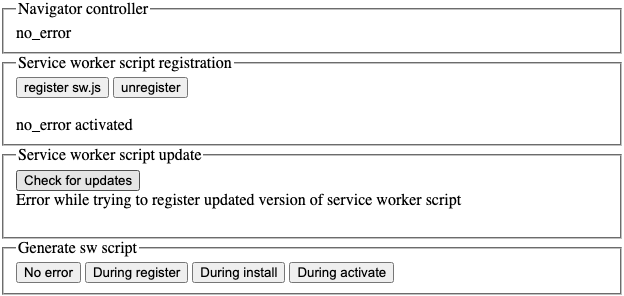 Navigator controller
no_error
Service worker script registration
register sw.js unregister
no_error activated
Service worker script update
Check for updates
Error while trying to register updated version of service worker script
Generate sw script
No error During register During install During activate